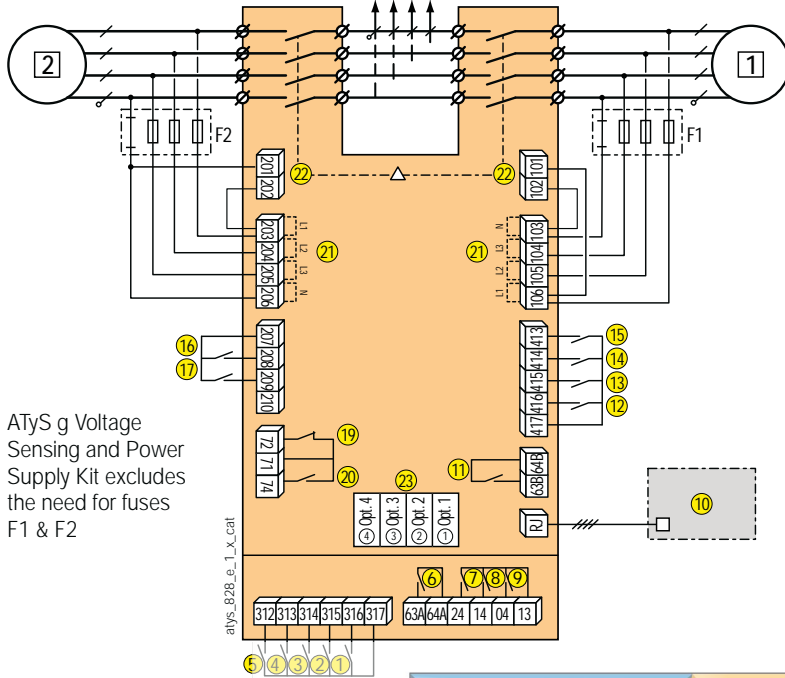 2
1
F2
F1
201
202
22
22
101
102
203
204
205
206
L1
L2
L3
N
21
21
N
L3
L2
L1
103
104
105
106
16
17
207
208
209
210
413
414
415
416
417
15
14
13
12
ATyS g Voltage
Sensing and Power
Supply Kit excludes
the need for fuses
F1 & F2
72
71
74
19
20
11
64B
63B
23
4 Opt.4
3 Opt.3
2 Opt.2
1 Opt.1
RJ
10
atys_828_e_1_x_cat
6
7
8
9
312
313
314
315
316
317
63A
64A
24
14
04
13
5
4
3
2
1